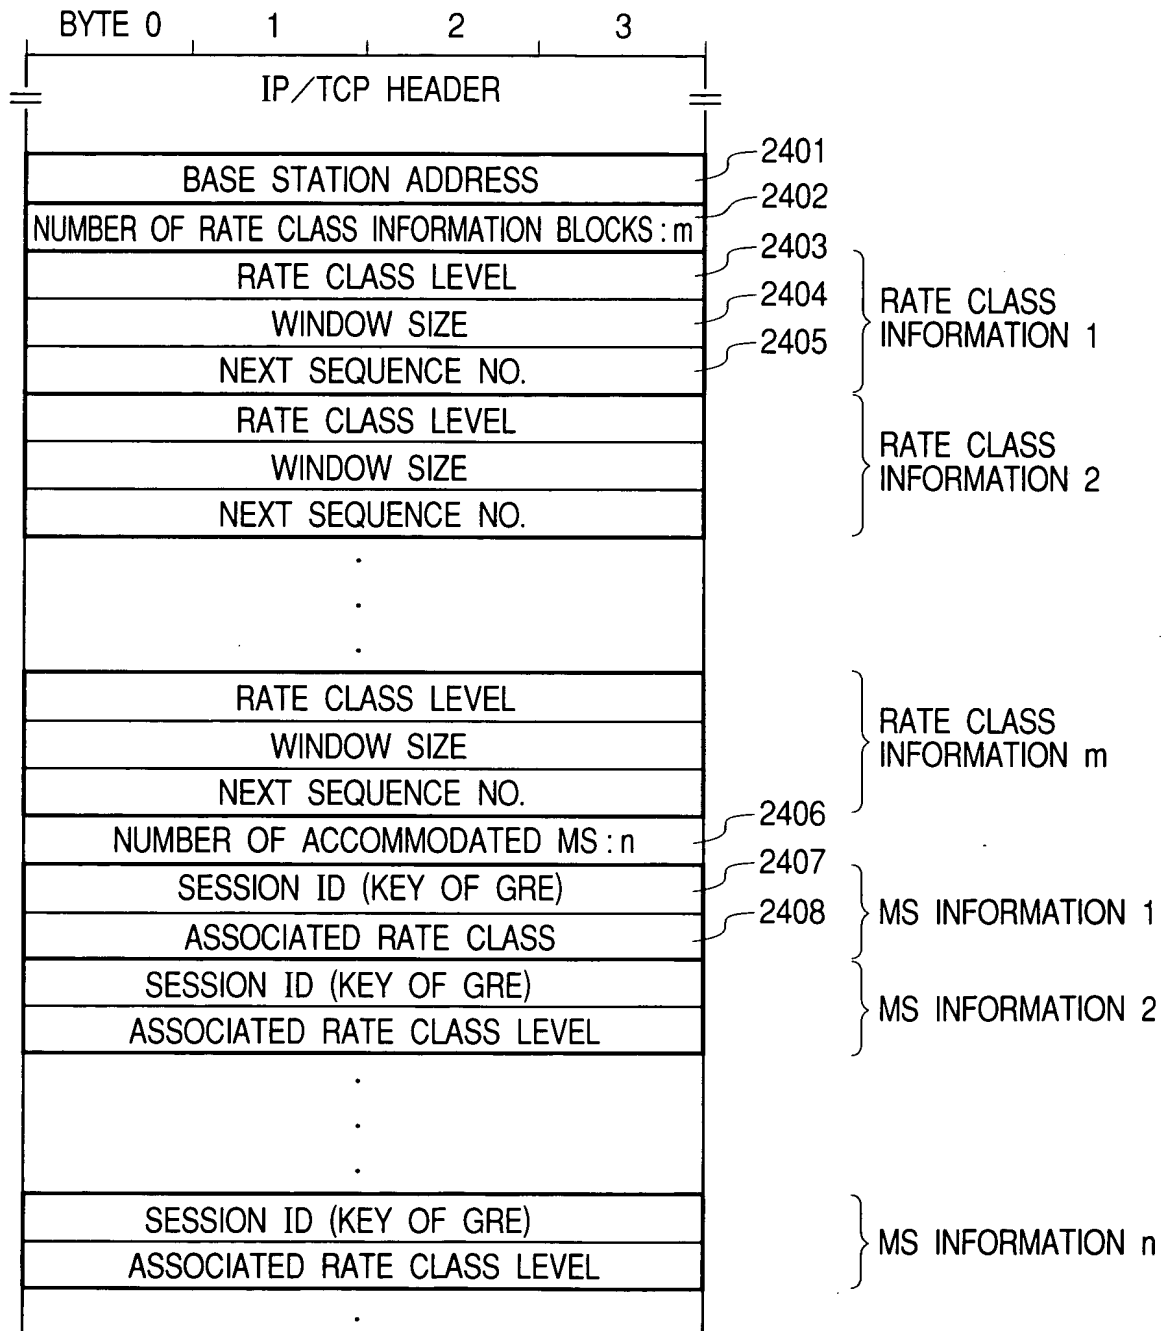 BYTE 0 1 2 3
IP/TCP HEADER
BASE STATION ADDRESS 2401
NUMBER OF RATE CLASS INFORMATION BLOCKS : m 2402
RATE CLASS LEVEL 2403
WINDOW SIZE 2404
NEXT SEQUENCE NO. 2405
RATE CLASS
INFORMATION 1
RATE CLASS LEVEL
WINDOW SIZE
NEXT SEQUENCE NO.
RATE CLASS
INFORMATION 2
RATE CLASS LEVEL
WINDOW SIZE
NEXT SEQUENCE NO.
RATE CLASS
INFORMATION m
NUMBER OF ACCOMMODATED MS : n 2406
SESSION ID (KEY OF GRE) 2407
ASSOCIATED RATE CLASS 2408
MS INFORMATION 1
SESSION ID (KEY OF GRE)
ASSOCIATED RATE CLASS LEVEL
MS INFORMATION 2
SESSION ID (KEY OF GRE)
ASSOCIATED RATE CLASS LEVEL
MS INFORMATION n